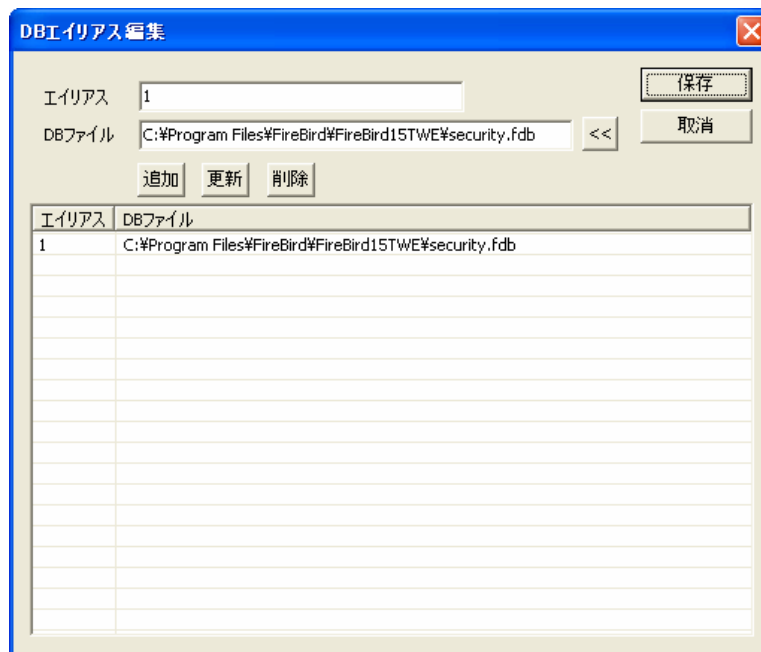 DBエイリアス編集
エイリアス 1 保存
DBファイル C:¥Program Files¥FireBird¥FireBird15TWE¥security.fdb << 取消
追加 更新 削除
エイリアス DBファイル
1 C:¥Program Files¥FireBird¥FireBird15TWE¥security.fdb